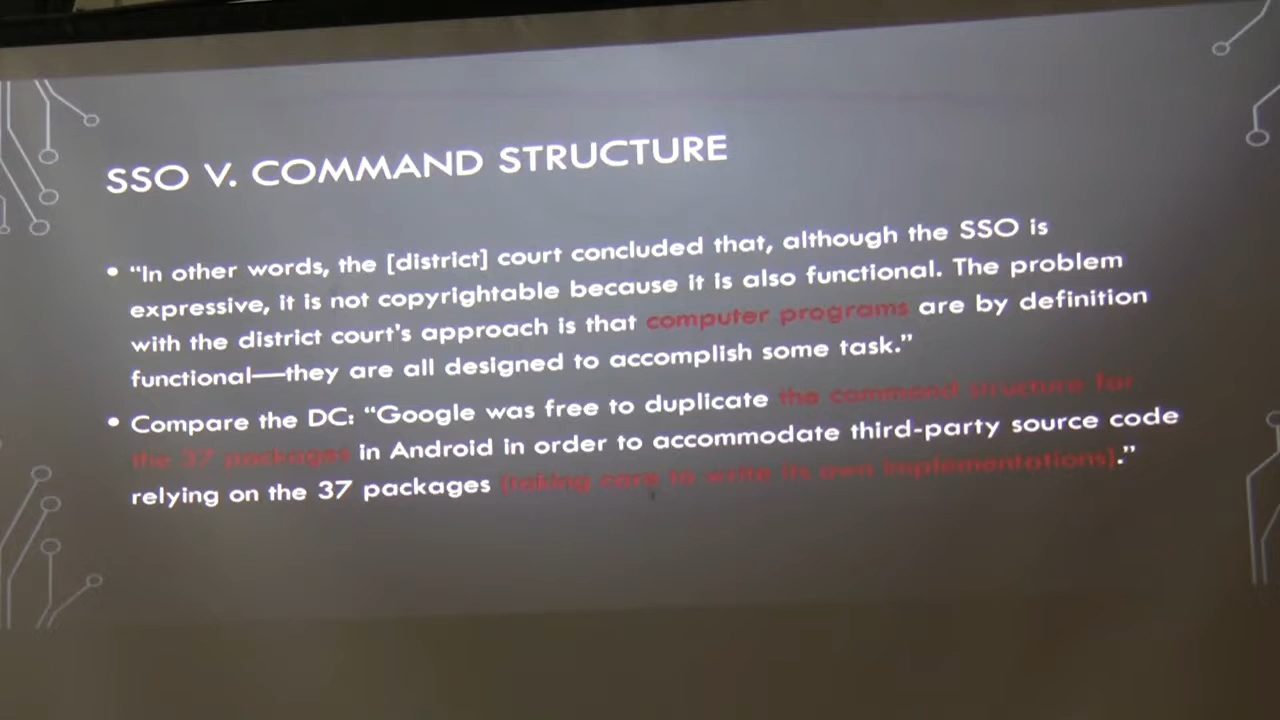 SSO V. COMMAND STRUCTURE
• “In other words, the [district] court concluded that, although the SSO is
expressive, it is not copyrightable because it is also functional. The problem
with the district court's approach is that computer programs are by definition
functional—they are all designed to accomplish some task.”
• Compare the DC: “Google was free to duplicate the command structure for
the 37 packages in Android in order to accommodate third-party source code
relying on the 37 packages (taking care to write its own implementations).”